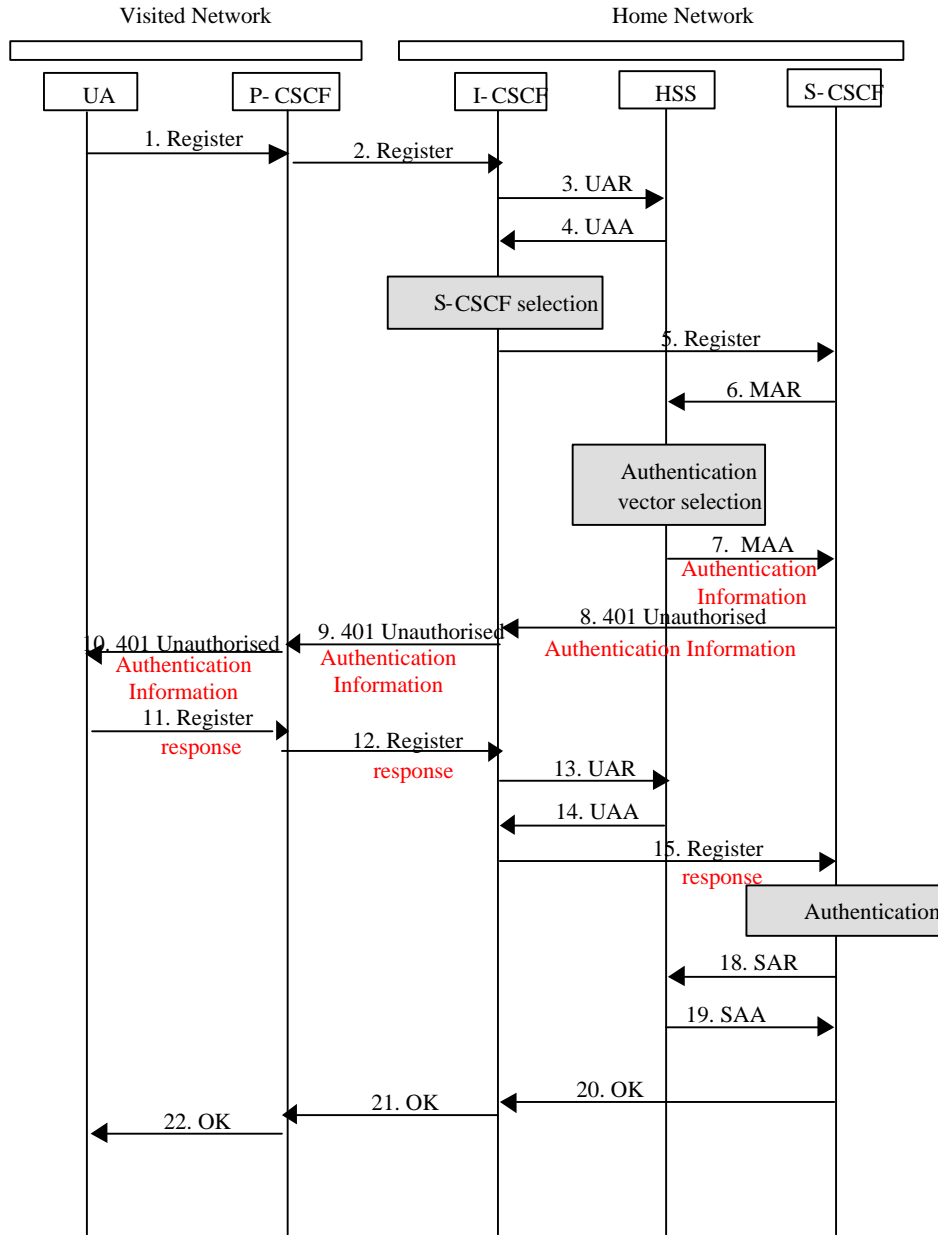 Visited Network
Home Network
UA
P- CSCF
I- CSCF
HSS
S- CSCF
1. Register
2. Register
3. UAR
4. UAA
S-CSCF selection
5. Register
6. MAR
Authentication
vector selection
7. MAA
Authentication
Information
8. 401 Unauthorised
Authentication Information
9. 401 Unauthorised
Authentication
Information
10. 401 Unauthorised
Authentication
Information
11. Register
response
12. Register
response
13. UAR
14. UAA
15. Register
response
Authentication
18. SAR
19. SAA
20. OK
21. OK
22. OK